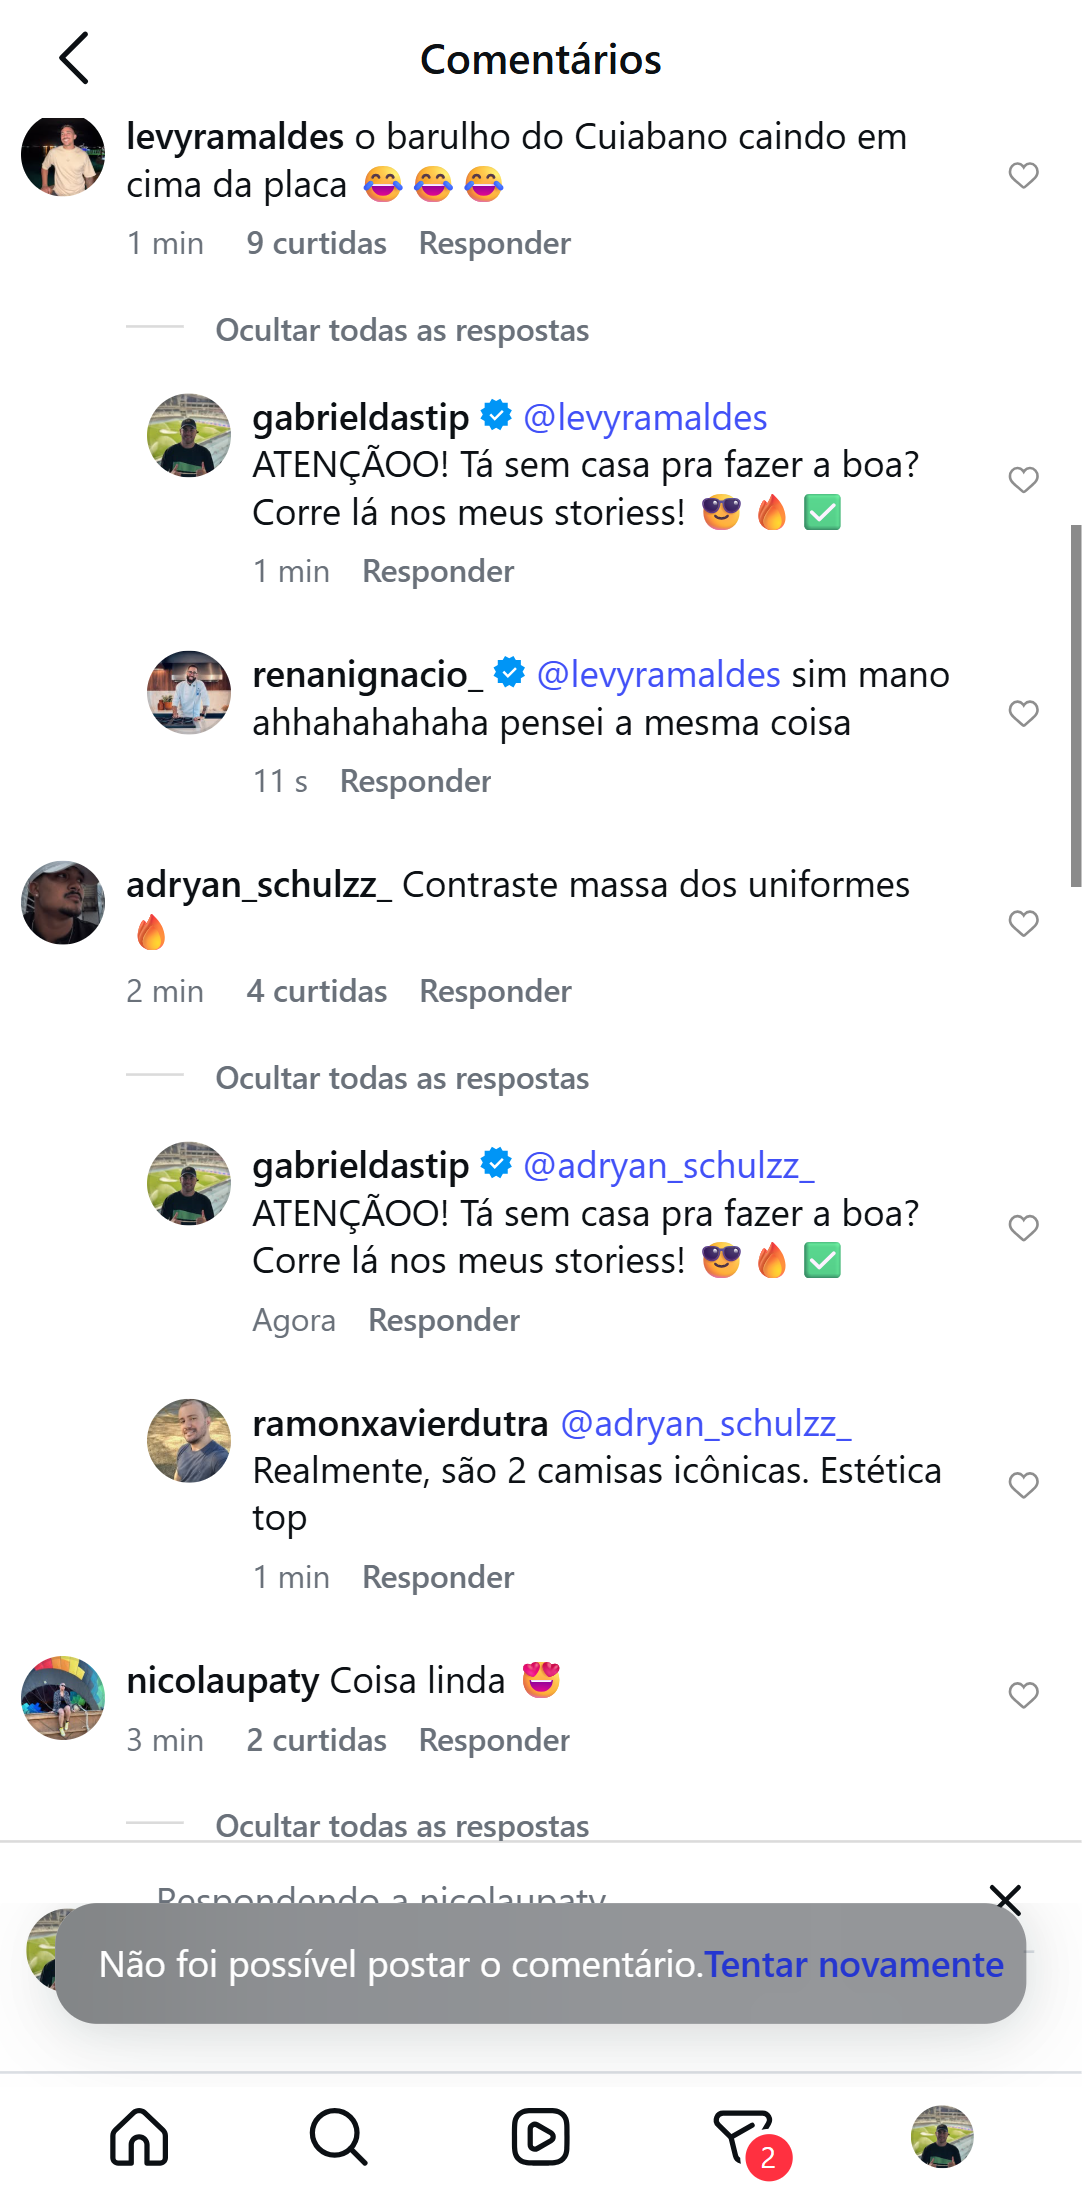 Comentários
levyramaldes o barulho do Cuiabano caindo em
cima da placa 😂😂😂
1 min 9 curtidas Responder
Ocultar todas as respostas
gabrieldastip @levyramaldes
ATENÇÃOO! Tá sem casa pra fazer a boa?
Corre lá nos meus storiess! 😎🔥✅
1 min Responder
renanignacio_ @levyramaldes sim mano
ahhahahahaha pensei a mesma coisa
11 s Responder
adryan_schulzz_ Contraste massa dos uniformes
🔥
2 min 4 curtidas Responder
Ocultar todas as respostas
gabrieldastip @adryan_schulzz_
ATENÇÃOO! Tá sem casa pra fazer a boa?
Corre lá nos meus storiess! 😎🔥✅
Agora Responder
ramonxavierdutra @adryan_schulzz_
Realmente, são 2 camisas icônicas. Estética
top
1 min Responder
nicolaupaty Coisa linda 😍
3 min 2 curtidas Responder
Ocultar todas as respostas
Respondendo a nicolaupaty
Não foi possível postar o comentário.Tentar novamente
2